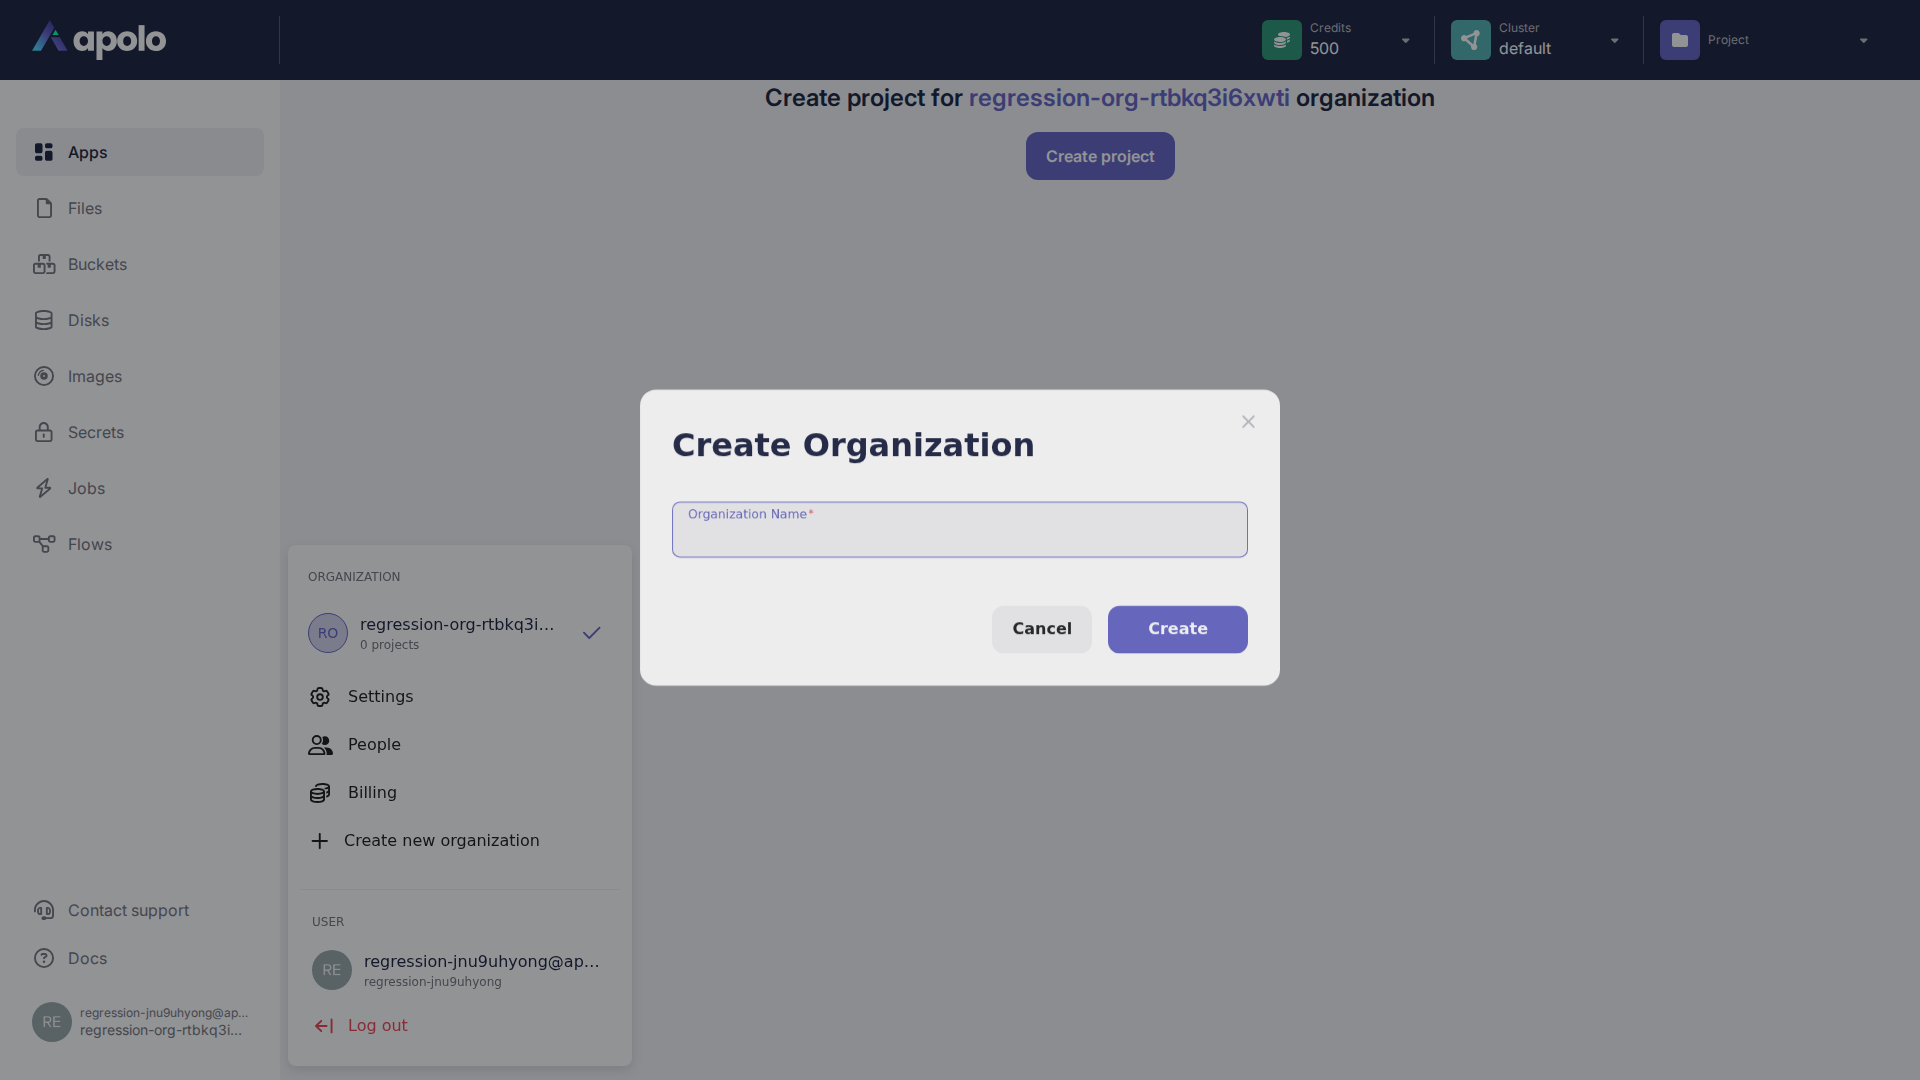 apolo
Credits
500
Cluster
default
Project
Create project for regression-org-rtbkq3i6xwti organization
Create project
Apps
Files
Buckets
Disks
Images
Secrets
Jobs
Flows
Contact support
Docs
RE
regression-jnu9uhyong@ap...
regression-org-rtbkq3i...
ORGANIZATION
RO
regression-org-rtbkq3i...
0 projects
Settings
People
Billing
Create new organization
USER
RE
regression-jnu9uhyong@ap...
regression-jnu9uhyong
Log out
Create Organization
Organization Name*
Cancel
Create